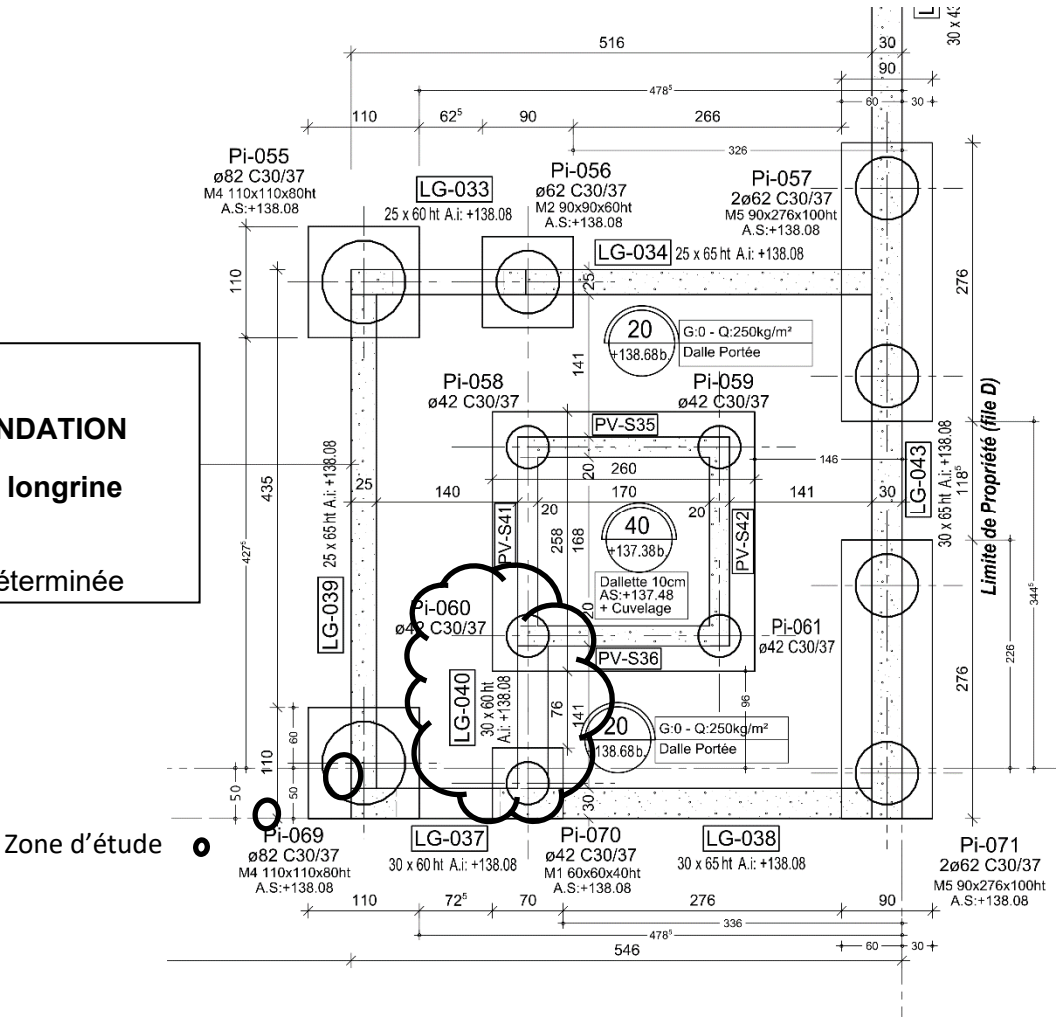 516
30
30 x 43
90
478⁵
60
30
110
62⁵
90
266
326
Pi-055
ø82 C30/37
M4 110x110x80ht
A.S:+138.08
LG-033
25 x 60 ht A.i: +138.08
Pi-056
ø62 C30/37
M2 90x90x60ht
A.S:+138.08
Pi-057
2ø62 C30/37
M5 90x276x100ht
A.S:+138.08
LG-034 25 x 65 ht A.i: +138.08
110
25
276
20
+138.68b.
G:0 - Q:250kg/m²
Dalle Portée
141
Pi-058
ø42 C30/37
Pi-059
ø42 C30/37
NDATION
longrine
éterminée
PV-S35
20
260
146
435
427⁵
25
140
20
170
20
141
30
LG-039
25 x 65 ht A.i: +138.08
PV-S41
258
168
40
+137.38b.
Dallette 10cm
AS:+137.48
+ Cuvelage
PV-S42
LG-043
30 x 65 ht A.i: +138.08
118⁵
Limite de Propriété (file D)
344⁵
Pi-060
ø42 C30/37
20
Pi-061
ø42 C30/37
PV-S36
LG-040
30 x 60 ht
A.i: +138.08
76
141
96
276
226
20
138.68b.
G:0 - Q:250kg/m²
Dalle Portée
60
110
50
50
30
Zone d'étude
Pi-069
ø82 C30/37
M4 110x110x80ht
A.S:+138.08
LG-037
30 x 60 ht A.i: +138.08
Pi-070
ø42 C30/37
M1 60x60x40ht
A.S:+138.08
LG-038
30 x 65 ht A.i: +138.08
Pi-071
2ø62 C30/37
M5 90x276x100ht
A.S:+138.08
110
72⁵
70
276
90
336
478⁵
60
30
546